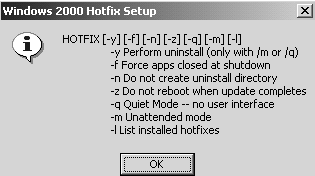 Windows 2000 Hotfix Setup
HOTFIX [-y] [-f] [-n] [-z] [-q] [-m] [-l]
-y Perform uninstall (only with /m or /q)
-f Force apps closed at shutdown
-n Do not create uninstall directory
-z Do not reboot when update completes
-q Quiet Mode -- no user interface
-m Unattended mode
-l List installed hotfixes
OK